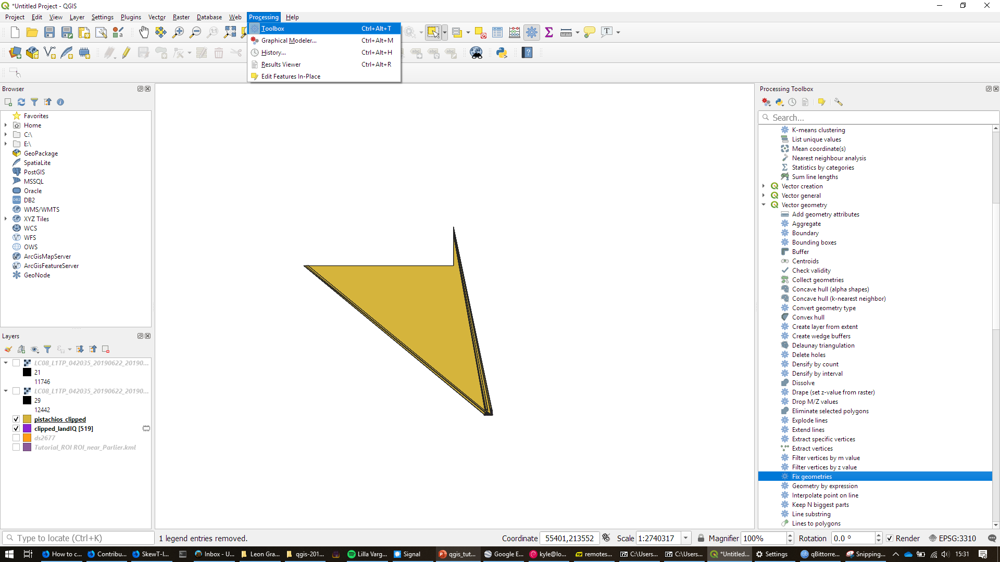 *Untitled Project - QGIS
Project Edit View Layer Settings Plugins Vector Raster Database Web Processing Help
Toolbox Ctrl+Alt+T
Graphical Modeler... Ctrl+Alt+M
History... Ctrl+Alt+H
Results Viewer Ctrl+Alt+R
Edit Features In-Place
Browser
Favorites
Home
C:\
E:\
GeoPackage
SpatiaLite
PostGIS
MSSQL
Oracle
DB2
WMS/WMTS
XYZ Tiles
WCS
WFS
OWS
ArcGisMapServer
ArcGisFeatureServer
GeoNode
Layers
LC08_L1TP_042035_20190622_20190...
21
11746
LC08_L1TP_042035_20190622_20190...
29
12442
pistachios_clipped
clipped_landIQ [519]
ds2677
Tutorial_ROI ROI_near_Parlier.kml
Processing Toolbox
Search...
K-means clustering
List unique values
Mean coordinate(s)
Nearest neighbour analysis
Statistics by categories
Sum line lengths
Vector creation
Vector general
Vector geometry
Add geometry attributes
Aggregate
Boundary
Bounding boxes
Buffer
Centroids
Check validity
Collect geometries
Concave hull (alpha shapes)
Concave hull (k-nearest neighbor)
Convert geometry type
Convex hull
Create layer from extent
Create wedge buffers
Delaunay triangulation
Delete holes
Densify by count
Densify by interval
Dissolve
Drape (set z-value from raster)
Drop M/Z values
Eliminate selected polygons
Explode lines
Extend lines
Extract specific vertices
Extract vertices
Filter vertices by m value
Filter vertices by z value
Fix geometries
Geometry by expression
Interpolate point on line
Keep N biggest parts
Line substring
Lines to polygons
Type to locate (Ctrl+K) 1 legend entries removed. Coordinate 55401,213552 Scale 1:2740317 Magnifier 100% Rotation 0.0 ° Render EPSG:3310
How to c... Contribu... SkewT-I... Inbox - U... Leon Gra... qgis-201... Lilla Varg... Signal qgis_tut... Google E... kyle@lo... remotes... C:\Users... C:\Users... *Untitled... Settings qBittorre... Snipping... 15:31